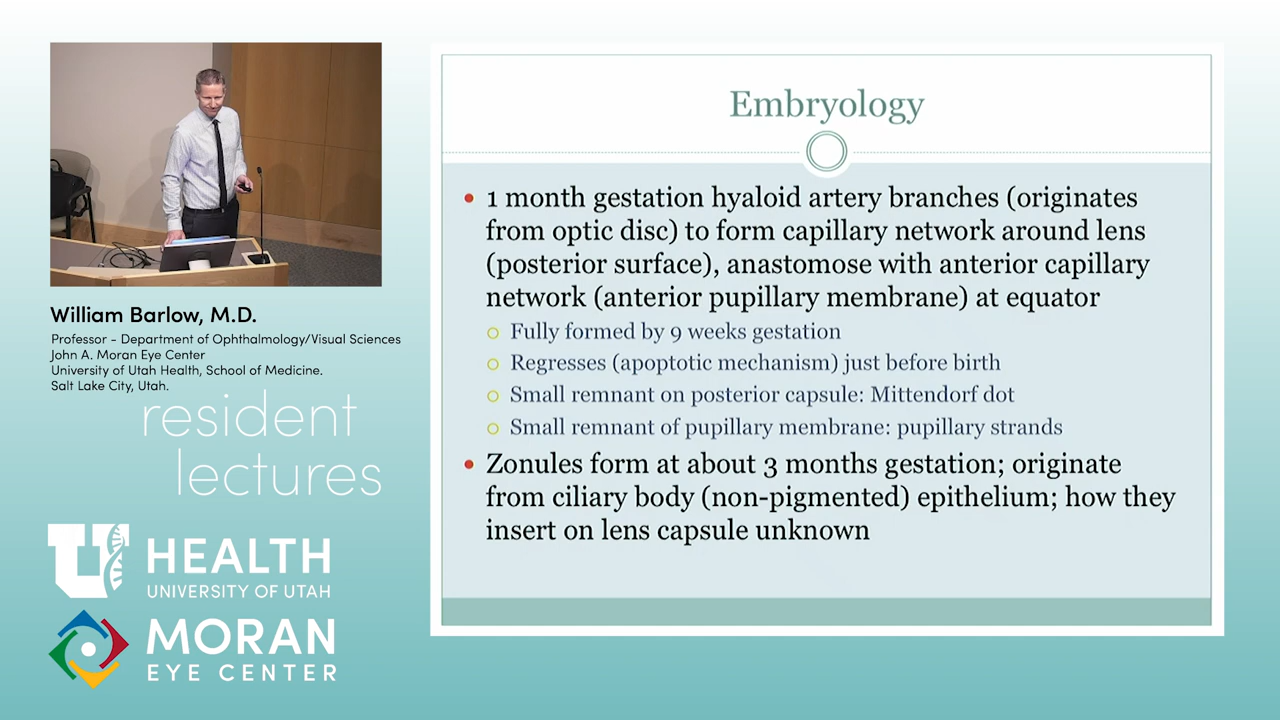 William Barlow, M.D.
Professor - Department of Ophthalmology/Visual Sciences
John A. Moran Eye Center
University of Utah Health, School of Medicine.
Salt Lake City, Utah.
resident
lectures
U HEALTH
UNIVERSITY OF UTAH
MORAN
EYE CENTER
Embryology
1 month gestation hyaloid artery branches (originates
from optic disc) to form capillary network around lens
(posterior surface), anastomose with anterior capillary
network (anterior pupillary membrane) at equator
Fully formed by 9 weeks gestation
Regresses (apoptotic mechanism) just before birth
Small remnant on posterior capsule: Mittendorf dot
Small remnant of pupillary membrane: pupillary strands
Zonules form at about 3 months gestation; originate
from ciliary body (non-pigmented) epithelium; how they
insert on lens capsule unknown